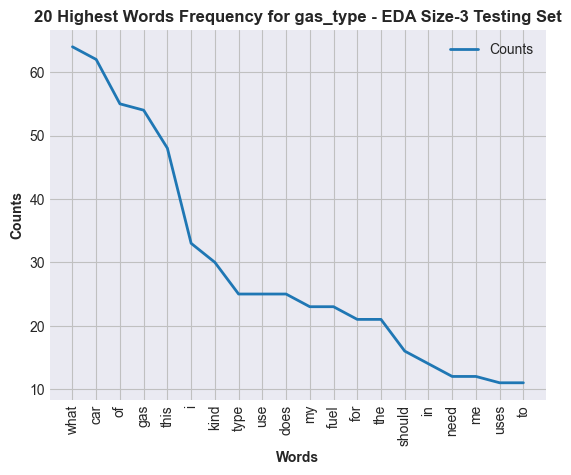 20 Highest Words Frequency for gas_type - EDA Size-3 Testing Set
Counts
60
50
40
30
20
10
Counts
what
car
of
gas
this
i
kind
type
use
does
my
fuel
for
the
should
in
need
me
uses
to
Words